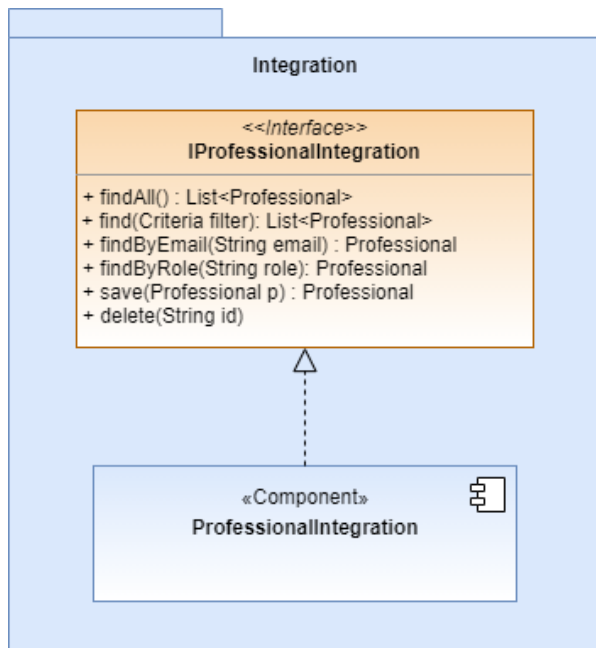 Integration
<<Interface>>
IProfessionalIntegration
+ findAll() : List<Professional>
+ find(Criteria filter): List<Professional>
+ findByEmail(String email) : Professional
+ findByRole(String role): Professional
+ save(Professional p) : Professional
+ delete(String id)
«Component»
ProfessionalIntegration